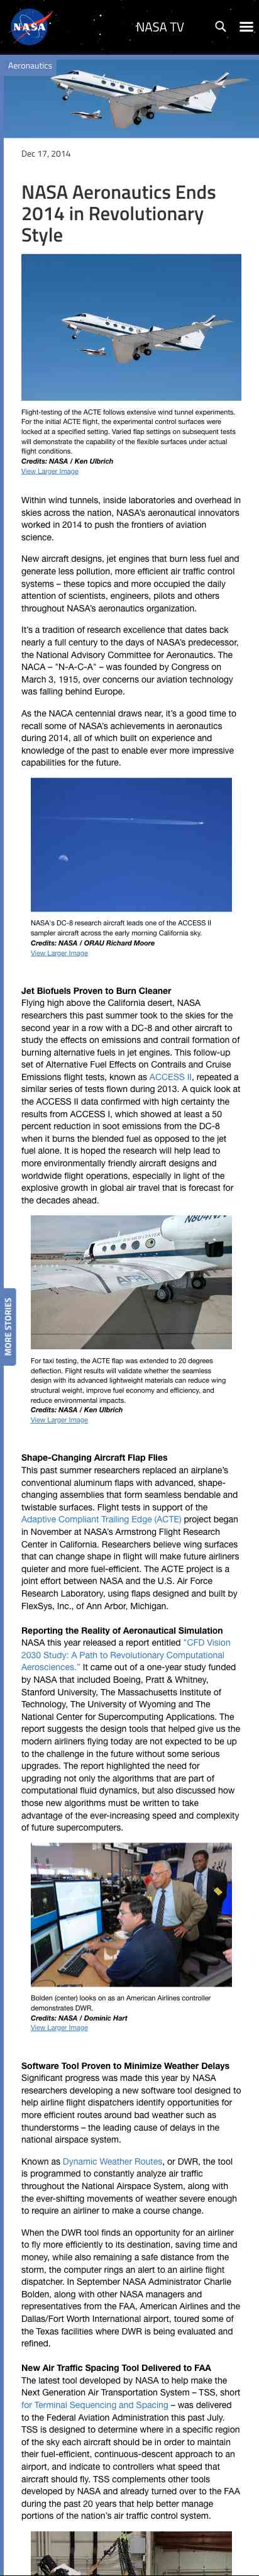 NASA
NASA TV
Aeronautics
Dec 17, 2014
NASA Aeronautics Ends
2014 in Revolutionary
Style
Flight-testing of the ACTE follows extensive wind tunnel experiments.
For the initial ACTE flight, the experimental control surfaces were
locked at a specified setting. Varied flap settings on subsequent tests
will demonstrate the capability of the flexible surfaces under actual
flight conditions.
Credits: NASA / Ken Ulbrich
View Larger Image
Within wind tunnels, inside laboratories and overhead in
skies across the nation, NASA's aeronautical innovators
worked in 2014 to push the frontiers of aviation
science.
New aircraft designs, jet engines that burn less fuel and
generate less pollution, more efficient air traffic control
systems – these topics and more occupied the daily
attention of scientists, engineers, pilots and others
throughout NASA's aeronautics organization.
It's a tradition of research excellence that dates back
nearly a full century to the days of NASA's predecessor,
the National Advisory Committee for Aeronautics. The
NACA – "N-A-C-A" – was founded by Congress on
March 3, 1915, over concerns our aviation technology
was falling behind Europe.
As the NACA centennial draws near, it's a good time to
recall some of NASA's achievements in aeronautics
during 2014, all of which built on experience and
knowledge of the past to enable ever more impressive
capabilities for the future.
NASA's DC-8 research aircraft leads one of the ACCESS II
sampler aircraft across the early morning California sky.
Credits: NASA / ORAU Richard Moore
View Larger Image
Jet Biofuels Proven to Burn Cleaner
Flying high above the California desert, NASA
researchers this past summer took to the skies for the
second year in a row with a DC-8 and other aircraft to
study the effects on emissions and contrail formation of
burning alternative fuels in jet engines. This follow-up
set of Alternative Fuel Effects on Contrails and Cruise
Emissions flight tests, known as ACCESS II, repeated a
similar series of tests flown during 2013. A quick look at
the ACCESS II data confirmed with high certainty the
results from ACCESS I, which showed at least a 50
percent reduction in soot emissions from the DC-8
when it burns the blended fuel as opposed to the jet
fuel alone. It is hoped the research will help lead to
more environmentally friendly aircraft designs and
worldwide flight operations, especially in light of the
explosive growth in global air travel that is forecast for
the decades ahead.
AFRL
MORE STORIES
For taxi testing, the ACTE flap was extended to 20 degrees
deflection. Flight results will validate whether the seamless
design with its advanced lightweight materials can reduce wing
structural weight, improve fuel economy and efficiency, and
reduce environmental impacts.
Credits: NASA / Ken Ulbrich
View Larger Image
Shape-Changing Aircraft Flap Flies
This past summer researchers replaced an airplane's
conventional aluminum flaps with advanced, shape-
changing assemblies that form seamless bendable and
twistable surfaces. Flight tests in support of the
Adaptive Compliant Trailing Edge (ACTE) project began
in November at NASA's Armstrong Flight Research
Center in California. Researchers believe wing surfaces
that can change shape in flight will make future airliners
quieter and more fuel-efficient. The ACTE project is a
joint effort between NASA and the U.S. Air Force
Research Laboratory, using flaps designed and built by
FlexSys, Inc., of Ann Arbor, Michigan.
Reporting the Reality of Aeronautical Simulation
NASA this year released a report entitled "CFD Vision
2030 Study: A Path to Revolutionary Computational
Aerosciences." It came out of a one-year study funded
by NASA that included Boeing, Pratt & Whitney,
Stanford University, The Massachusetts Institute of
Technology, The University of Wyoming and The
National Center for Supercomputing Applications. The
report suggests the design tools that helped give us the
modern airliners flying today are not expected to be up
to the challenge in the future without some serious
upgrades. The report highlighted the need for
upgrading not only the algorithms that are part of
computational fluid dynamics, but also discussed how
those new algorithms must be written to take
advantage of the ever-increasing speed and complexity
of future supercomputers.
Bolden (center) looks on as an American Airlines controller
demonstrates DWR.
Credits: NASA / Dominic Hart
View Larger Image
Software Tool Proven to Minimize Weather Delays
Significant progress was made this year by NASA
researchers developing a new software tool designed to
help airline flight dispatchers identify opportunities for
more efficient routes around bad weather such as
thunderstorms – the leading cause of delays in the
national airspace system.
Known as Dynamic Weather Routes, or DWR, the tool
is programmed to constantly analyze air traffic
throughout the National Airspace System, along with
the ever-shifting movements of weather severe enough
to require an airliner to make a course change.
When the DWR tool finds an opportunity for an airliner
to fly more efficiently to its destination, saving time and
money, while also remaining a safe distance from the
storm, the computer rings an alert to an airline flight
dispatcher. In September NASA Administrator Charlie
Bolden, along with other NASA managers and
representatives from the FAA, American Airlines and the
Dallas/Fort Worth International airport, toured some of
the Texas facilities where DWR is being evaluated and
refined.
New Air Traffic Spacing Tool Delivered to FAA
The latest tool developed by NASA to help make the
Next Generation Air Transportation System – TSS, short
for Terminal Sequencing and Spacing – was delivered
to the Federal Aviation Administration this past July.
TSS is designed to determine where in a specific region
of the sky each aircraft should be in order to maintain
their fuel-efficient, continuous-descent approach to an
airport, and indicate to controllers what speed that
aircraft should fly. TSS complements other tools
developed by NASA and already turned over to the FAA
during the past 20 years that help better manage
portions of the nation's air traffic control system.